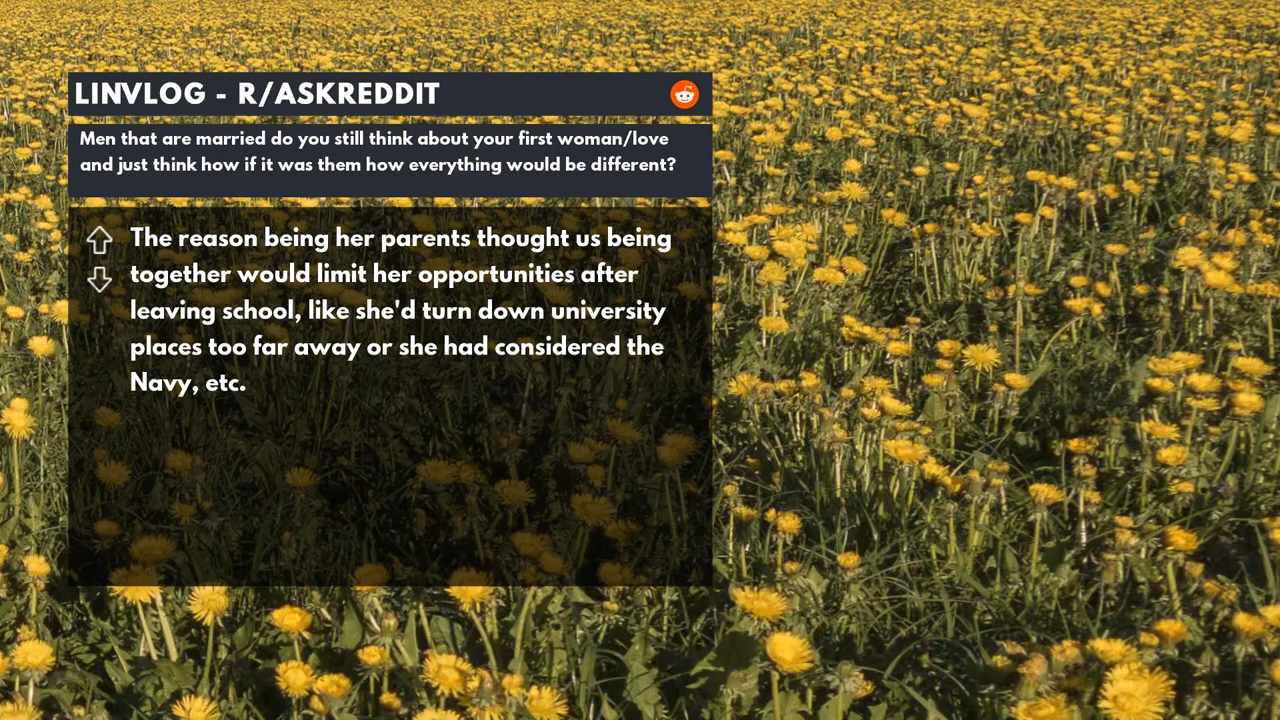 LINVLOG - R/ASKREDDIT
Men that are married do you still think about your first woman/love
and just think how if it was them how everything would be different?
The reason being her parents thought us being
together would limit her opportunities after
leaving school, like she'd turn down university
places too far away or she had considered the
Navy, etc.